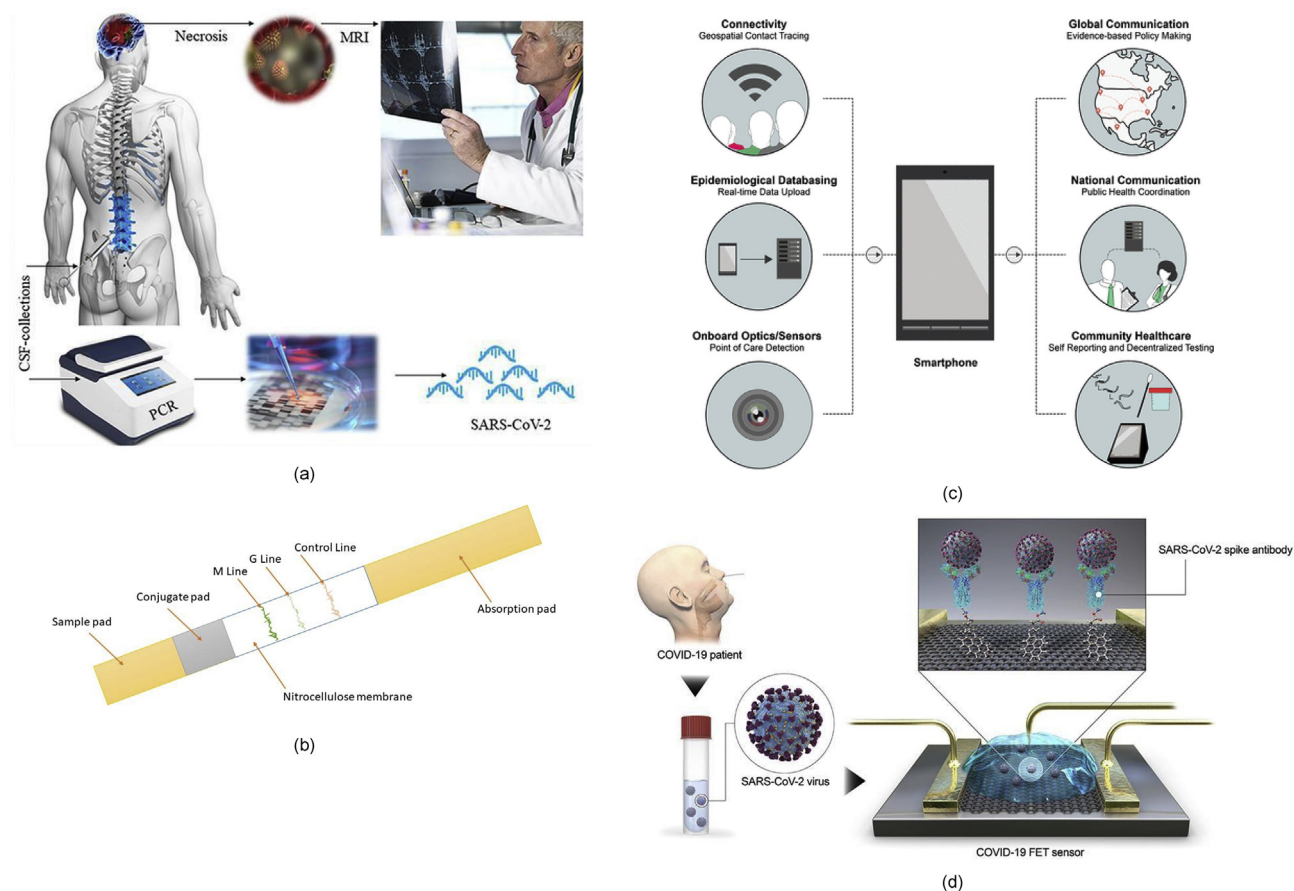 Necrosis
MRI
CSF-collections
PCR
SARS-CoV-2
(a)
Control Line
G Line
M Line
Conjugate pad
Sample pad
Absorption pad
Nitrocellulose membrane
(b)
Connectivity
Geospatial Contact Tracing
Epidemiological Databasing
Real-time Data Upload
Onboard Optics/Sensors
Point of Care Detection
Smartphone
Global Communication
Evidence-based Policy Making
National Communication
Public Health Coordination
Community Healthcare
Self Reporting and Decentralized Testing
(c)
COVID-19 patient
SARS-CoV-2 virus
SARS-CoV-2 spike antibody
COVID-19 FET sensor
(d)